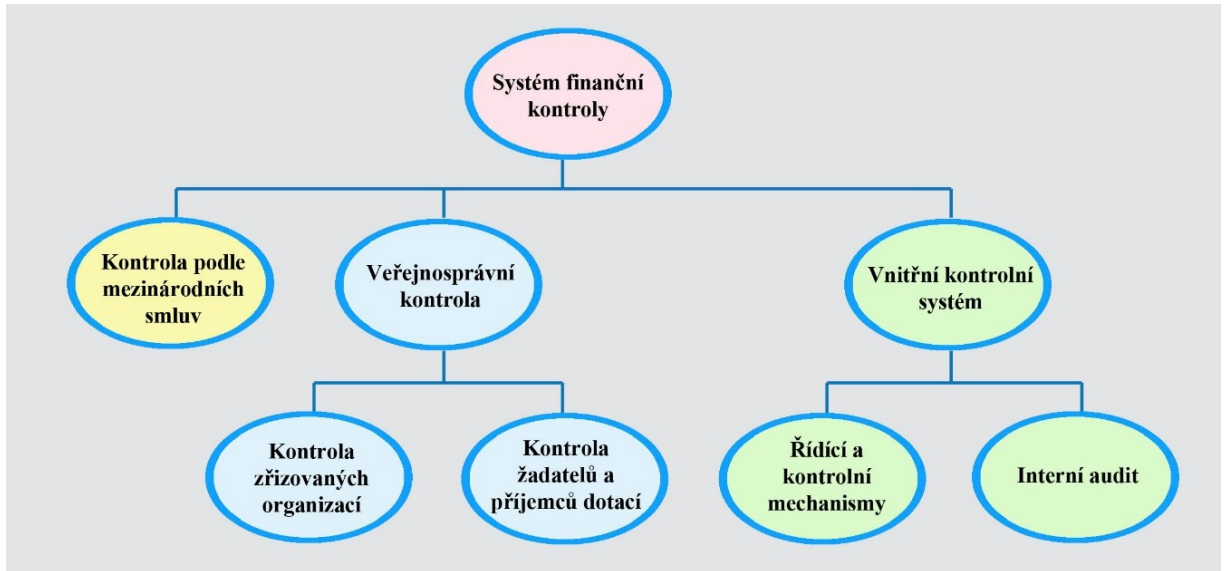 Systém finanční
kontroly
Kontrola podle
mezinárodních
smluv
Veřejnosprávní
kontrola
Vnitřní kontrolní
systém
Kontrola
zřizovaných
organizací
Kontrola
žadatelů a
příjemců dotací
Řídící a
kontrolní
mechanismy
Interní audit